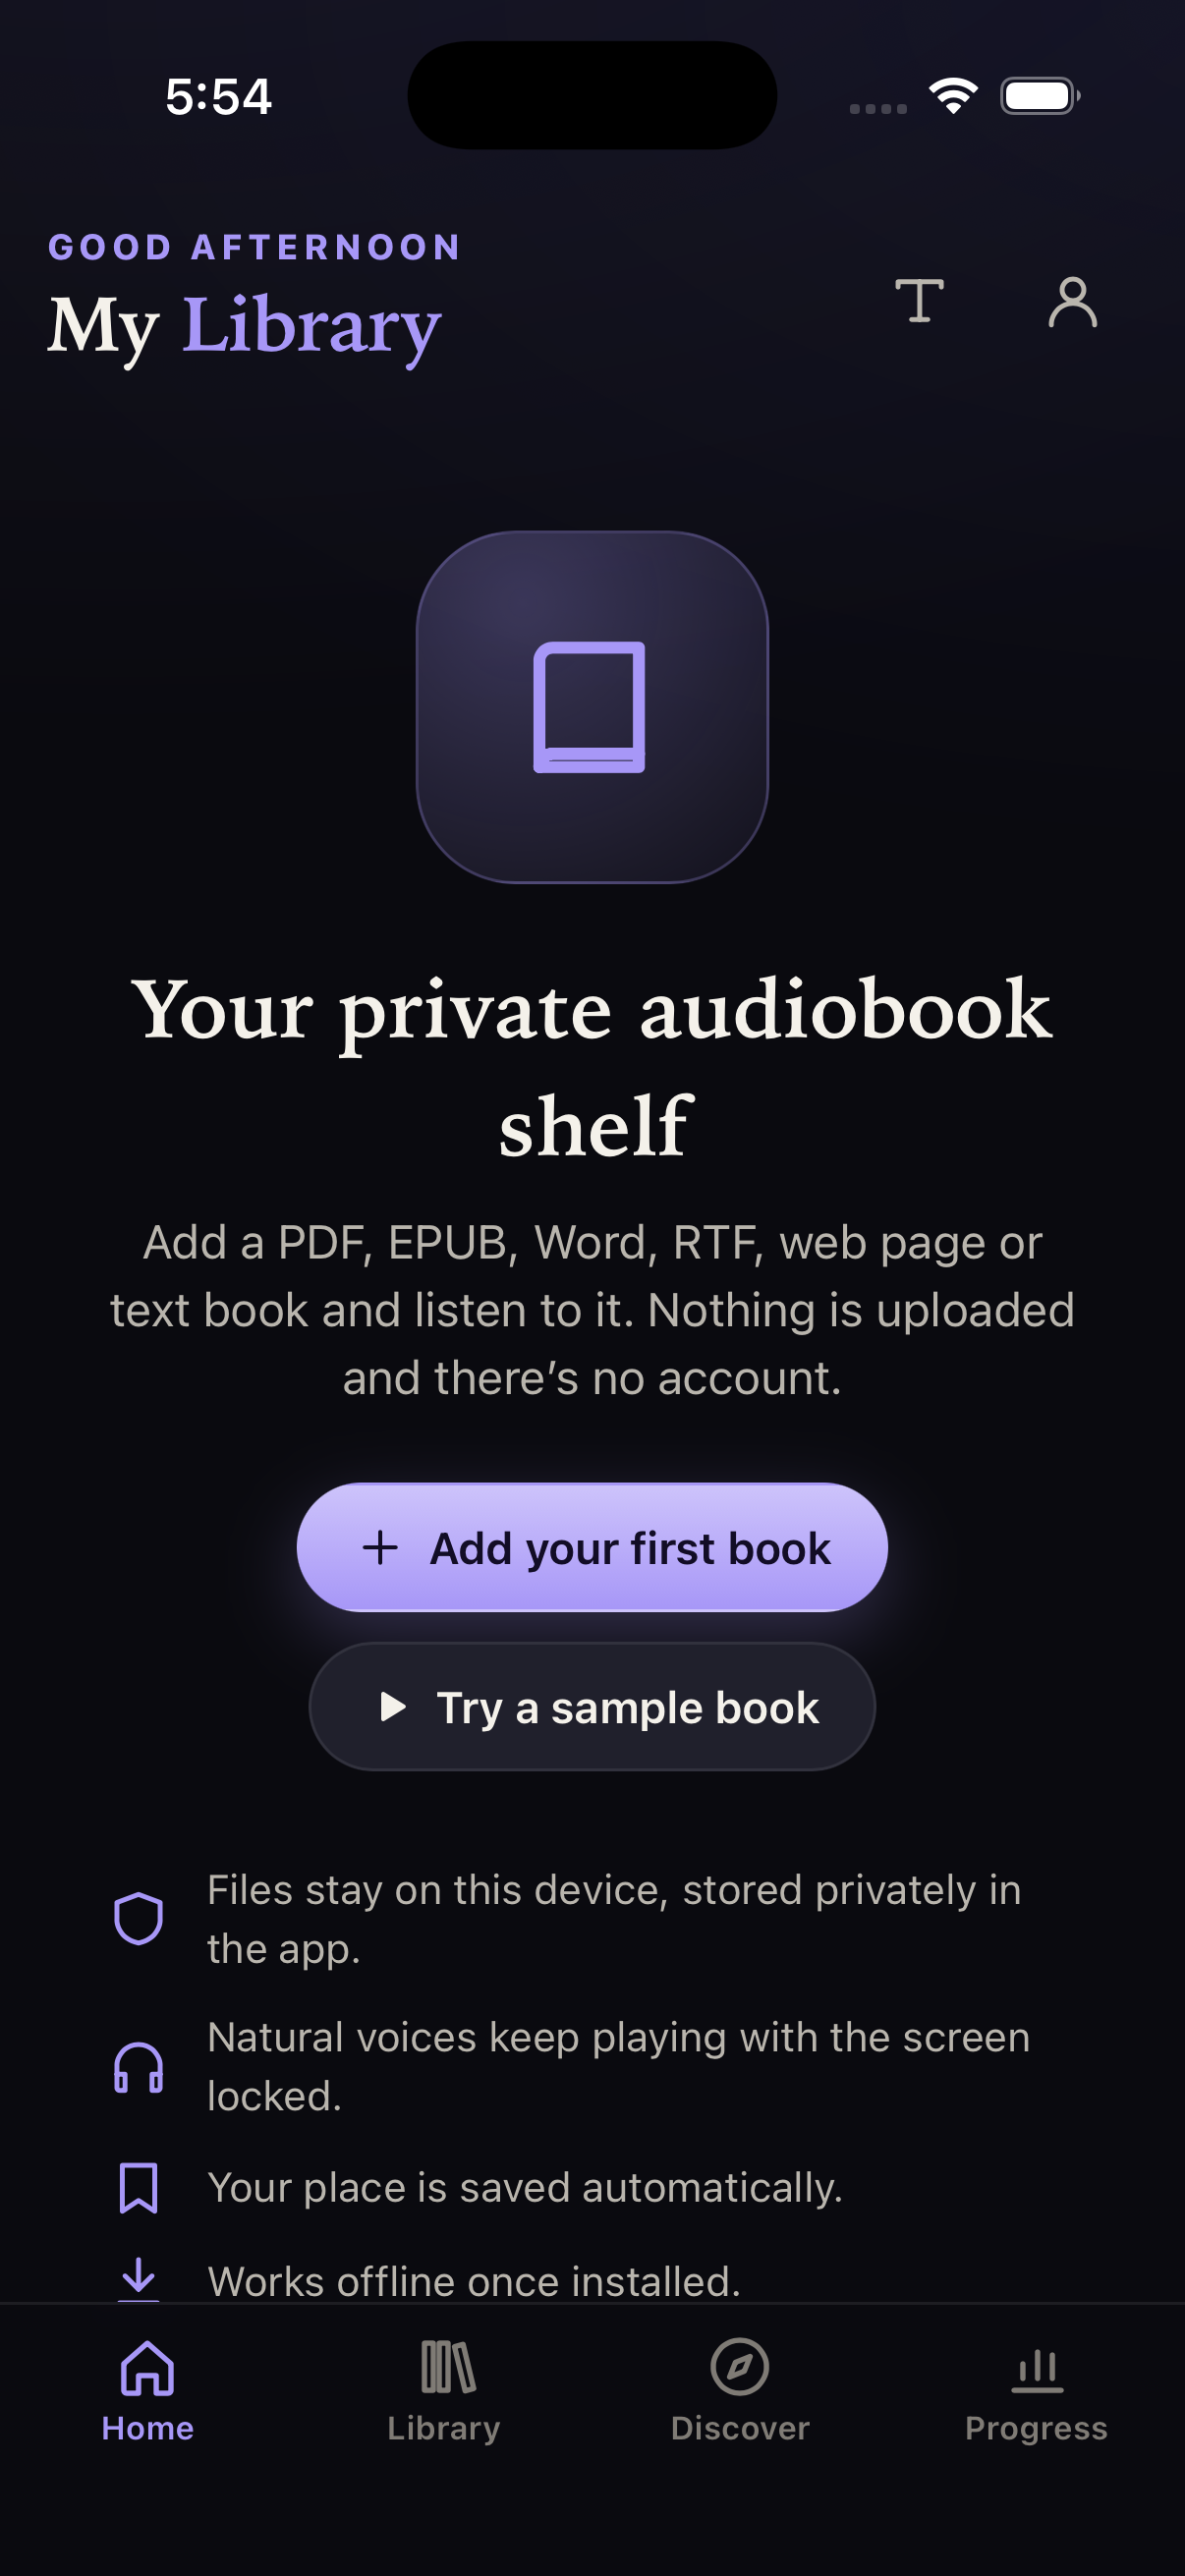 5:54
GOOD AFTERNOON
My Library
Your private audiobook
shelf
Add a PDF, EPUB, Word, RTF, web page or
text book and listen to it. Nothing is uploaded
and there’s no account.
Add your first book
Try a sample book
Files stay on this device, stored privately in
the app.
Natural voices keep playing with the screen
locked.
Your place is saved automatically.
Works offline once installed.
Home
Library
Discover
Progress